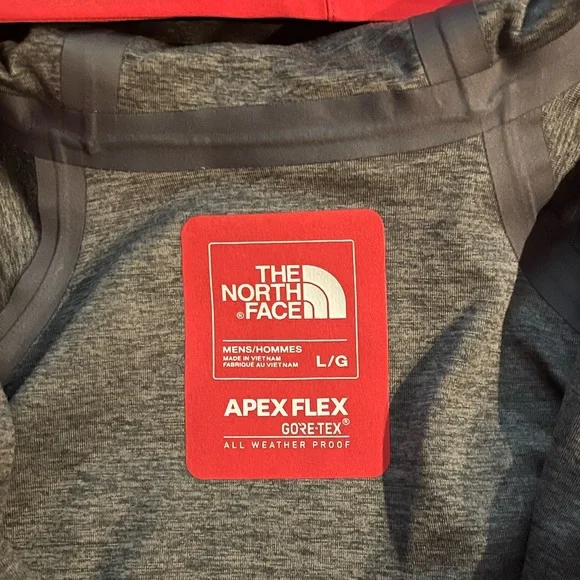 THE
NORTH
®FACE
MENS/HOMMES
MADE IN VIETNAM
FABRIQUÉ AU VIETNAM
L/G
APEX FLEX
GORE-TEX®
ALL WEATHER PROOF